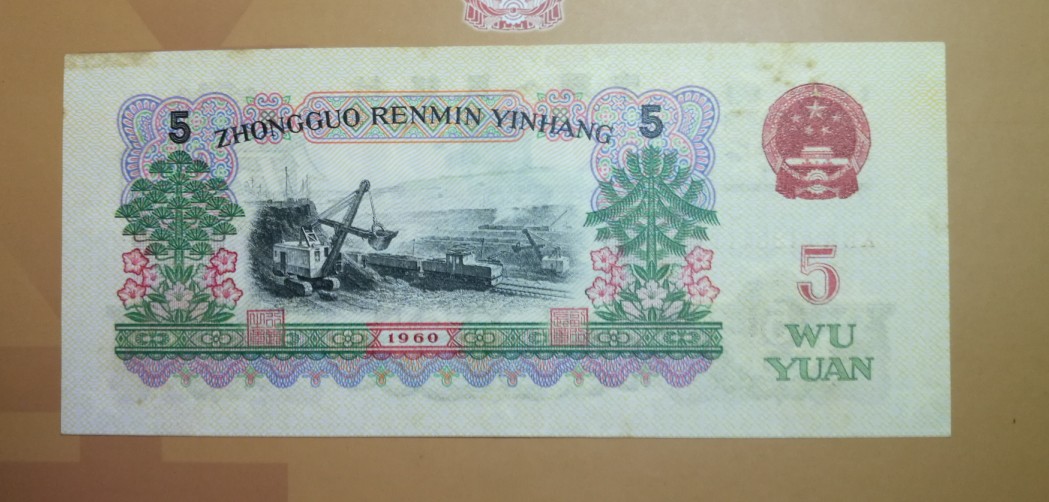 5 ZHONGGUO RENMIN YINHANG 5
1960
5
WU
YUAN